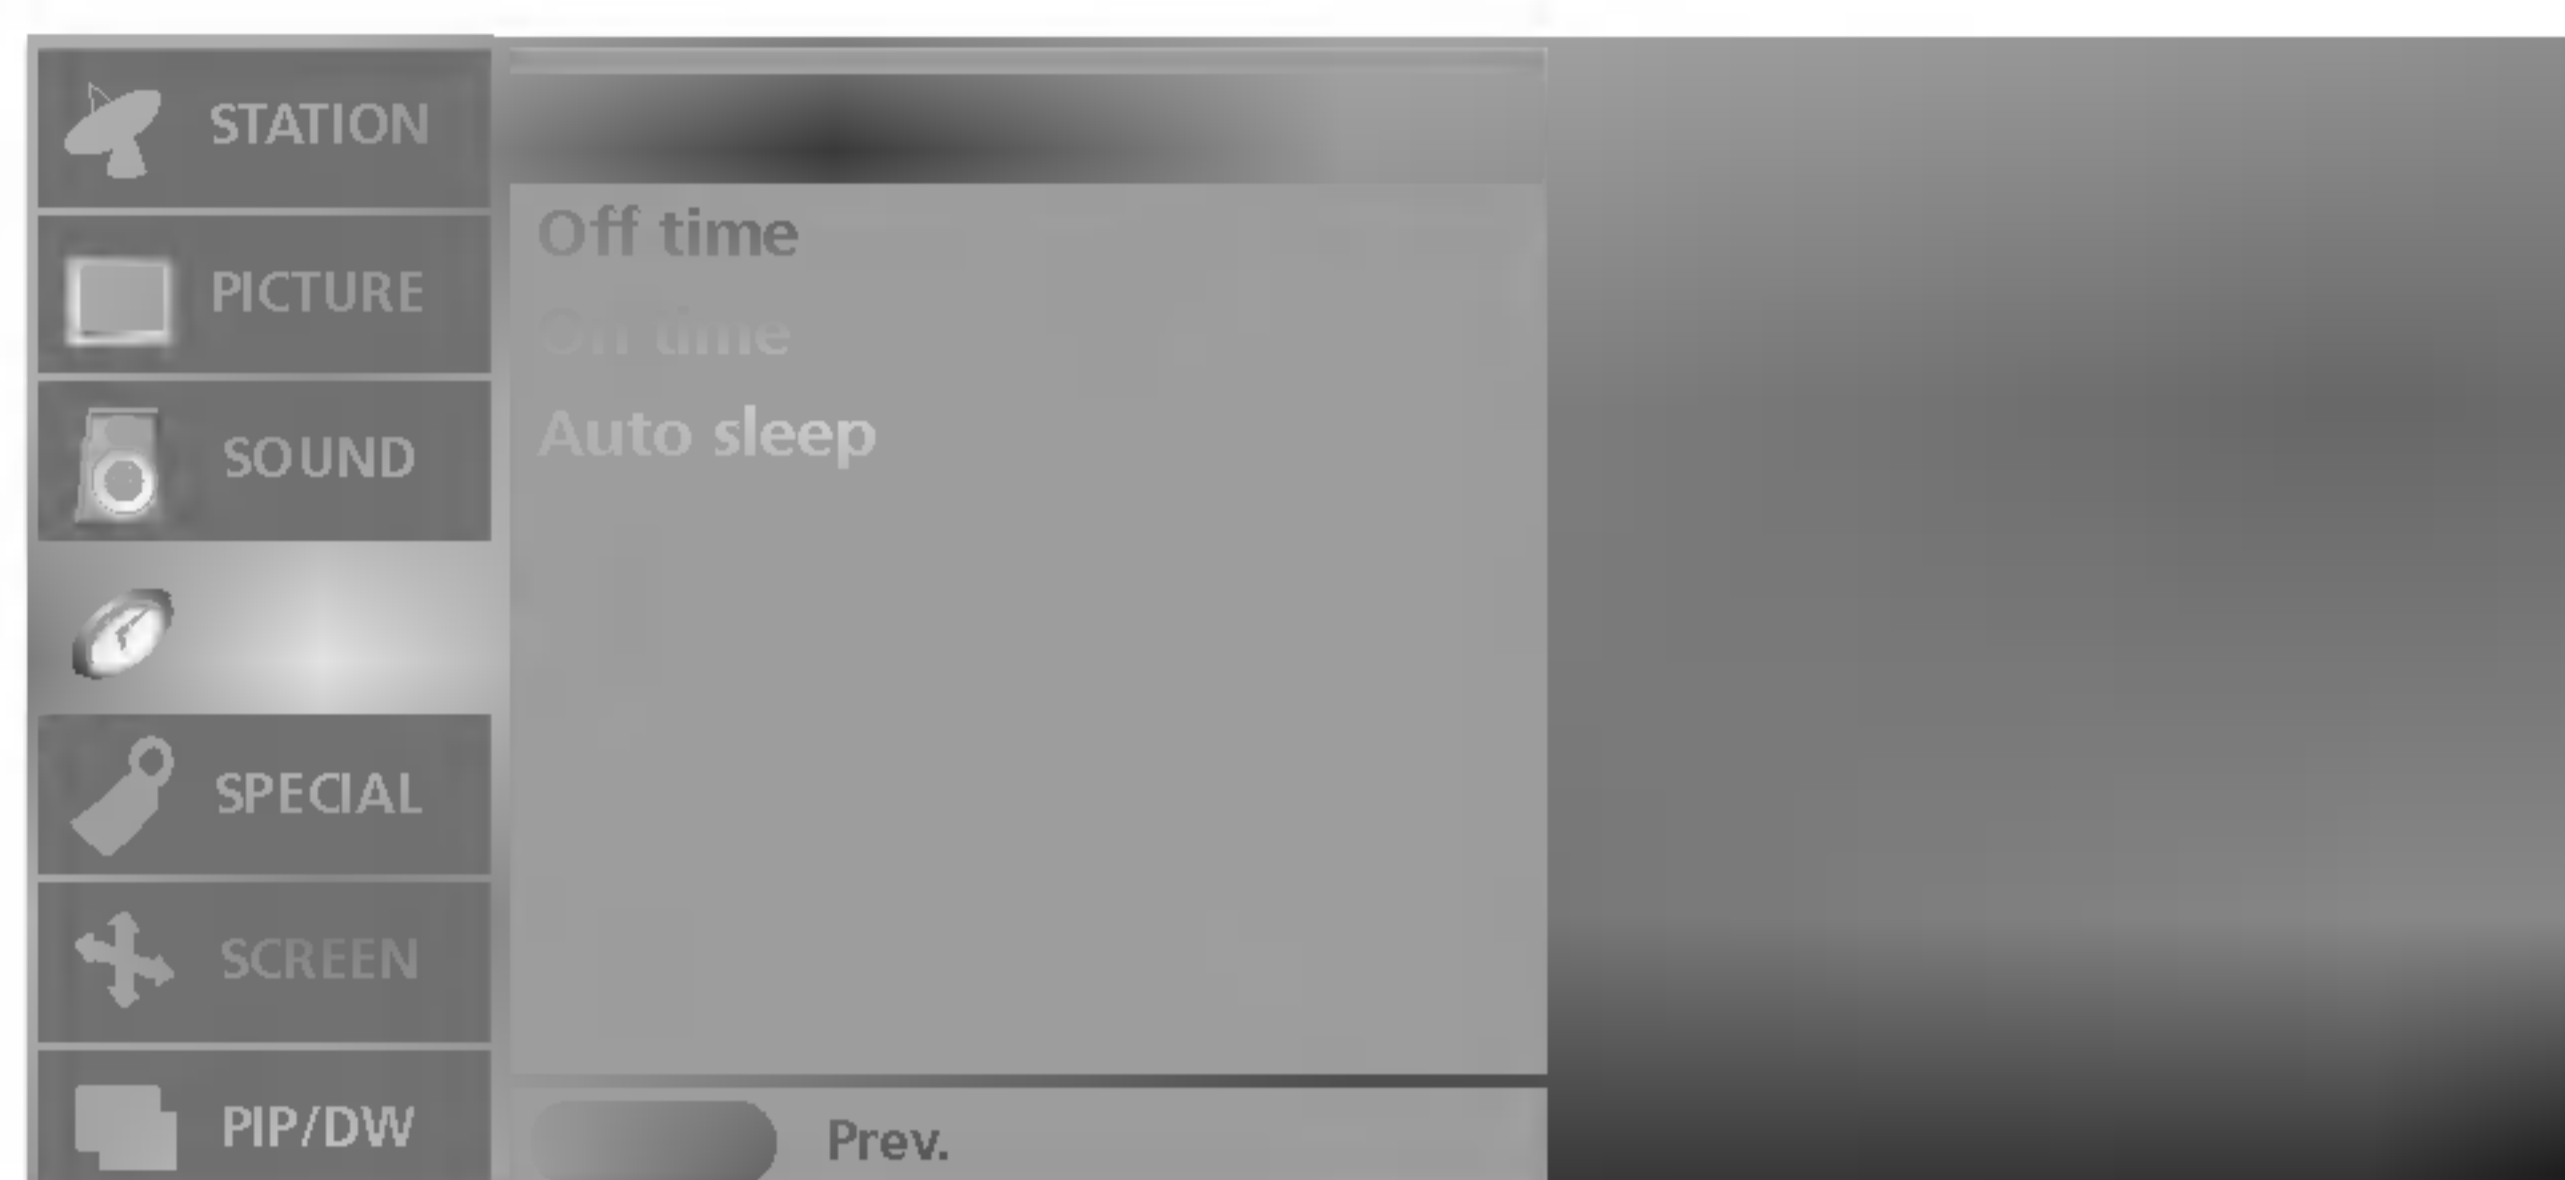 STATION
PICTURE
SOUND
SPECIAL
SCREEN
PIP/DW
Off time
On time
Auto sleep
Prev.